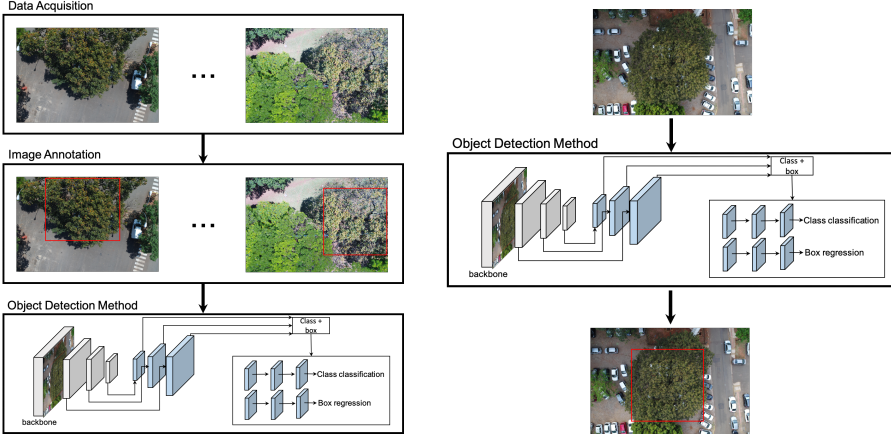 Data Acquisition
Image Annotation
Object Detection Method
Class +
box
Class classification
Box regression
backbone
Object Detection Method
Class +
box
Class classification
Box regression
backbone